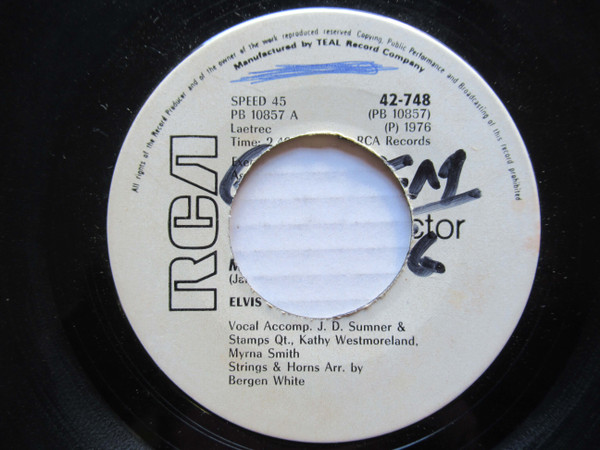 All rights of the Record Producer and of the owner of the work reproduced reserved Copying, Public Performance and Broadcasting of this record prohibited
Manufactured by TEAL Record Company
SPEED 45 42-748
PB 10857 A (PB 10857)
Laetrec (P) 1976
Time: RCA Records
RCA
ELVIS
Vocal Accomp. J. D. Sumner &
Stamps Qt., Kathy Westmoreland,
Myrna Smith
Strings & Horns Arr. by
Bergen White